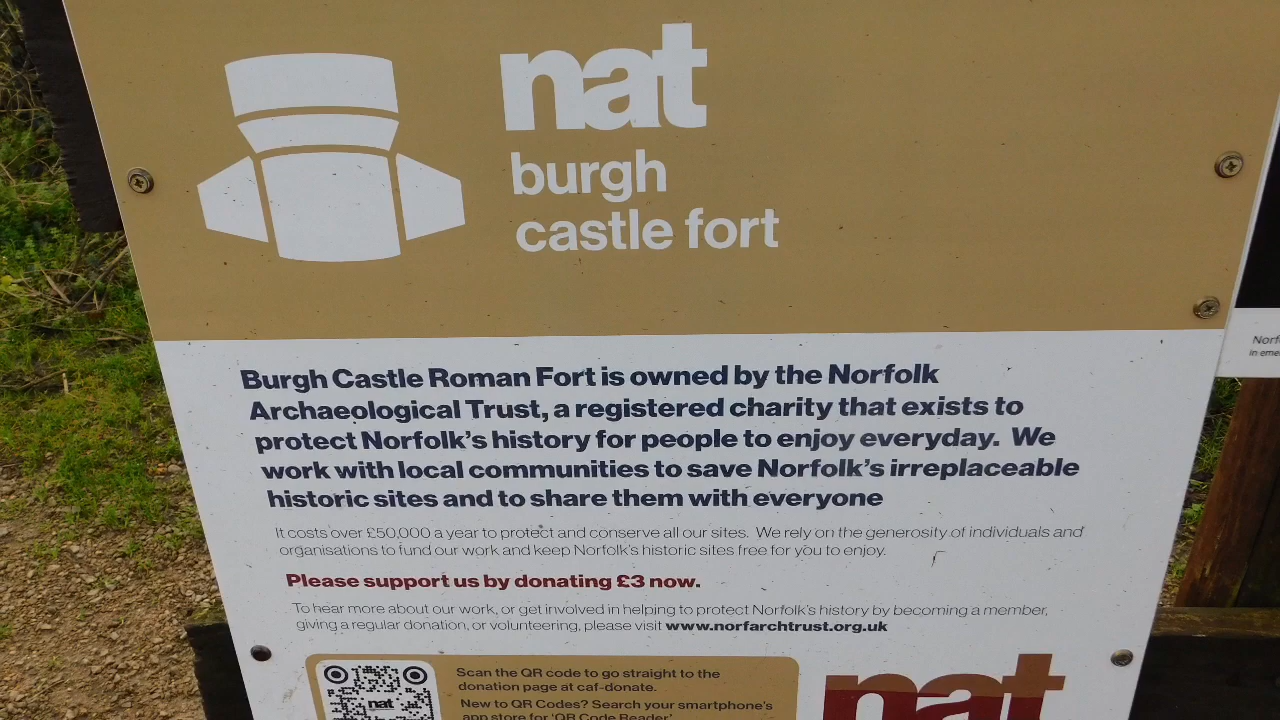 nat
burgh
castle fort
Burgh Castle Roman Fort is owned by the Norfolk
Archaeological Trust, a registered charity that exists to
protect Norfolk's history for people to enjoy everyday. We
work with local communities to save Norfolk's irreplaceable
historic sites and to share them with everyone
It costs over £50,000 a year to protect and conserve all our sites. We rely on the generosity of individuals and
organisations to fund our work and keep Norfolk's historic sites free for you to enjoy.
Please support us by donating £3 now.
To hear more about our work, or get involved in helping to protect Norfolk's history by becoming a member,
giving a regular donation, or volunteering, please visit www.norfarchtrust.org.uk
Scan the QR code to go straight to the
donation page at caf-donate.
New to QR Codes? Search your smartphone's
app store for 'QR Code Reader'
nat
nat